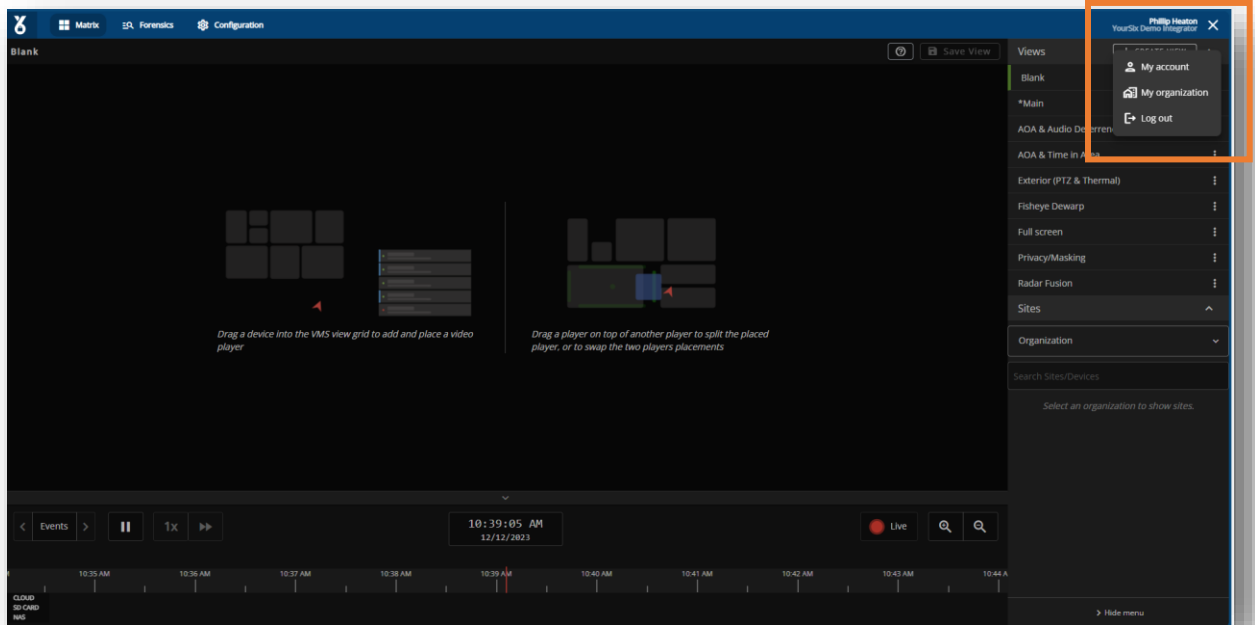 Matrix
Forensics
Configuration
Phillip Heaton
YourSix Demo Integrator
Blank
Save View
Views
My account
My organization
Log out
Blank
*Main
AOA & Audio Deterren
AOA & Time in Area
Exterior (PTZ & Thermal)
Fisheye Dewarp
Full screen
Privacy/Masking
Radar Fusion
Sites
Organization
Search Sites/Devices
Select an organization to show sites.
Drag a device into the VMS view grid to add and place a video
player
Drag a player on top of another player to split the placed
player, or to swap the two players placements
Events
1x
10:39:05 AM
12/12/2023
Live
10:35 AM
10:36 AM
10:37 AM
10:38 AM
10:39 AM
10:40 AM
10:41 AM
10:42 AM
10:43 AM
10:44 A
CLOUD
SD CARD
NAS
Hide menu